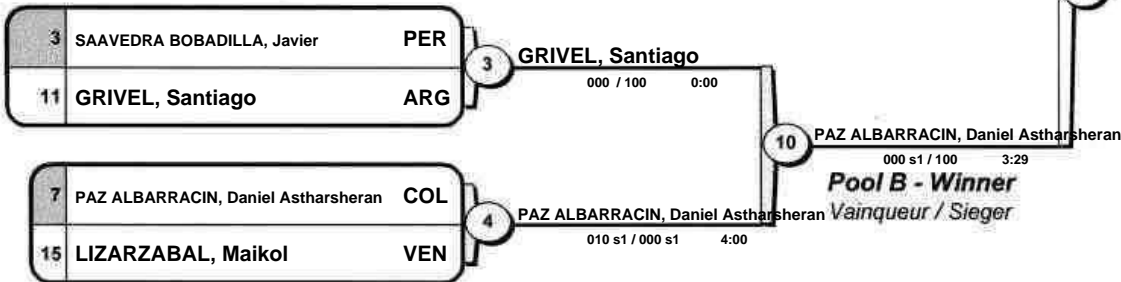 3 SAAVEDRA BOBADILLA, Javier PER
11 GRIVEL, Santiago ARG
3
GRIVEL, Santiago
000 / 100 0:00
7 PAZ ALBARRACIN, Daniel Astharsheran COL
15 LIZARZABAL, Maikol VEN
4
PAZ ALBARRACIN, Daniel Astharsheran
010 s1 / 000 s1 4:00
10
PAZ ALBARRACIN, Daniel Astharsheran
000 s1 / 100 3:29
Pool B - Winner
Vainqueur / Sieger